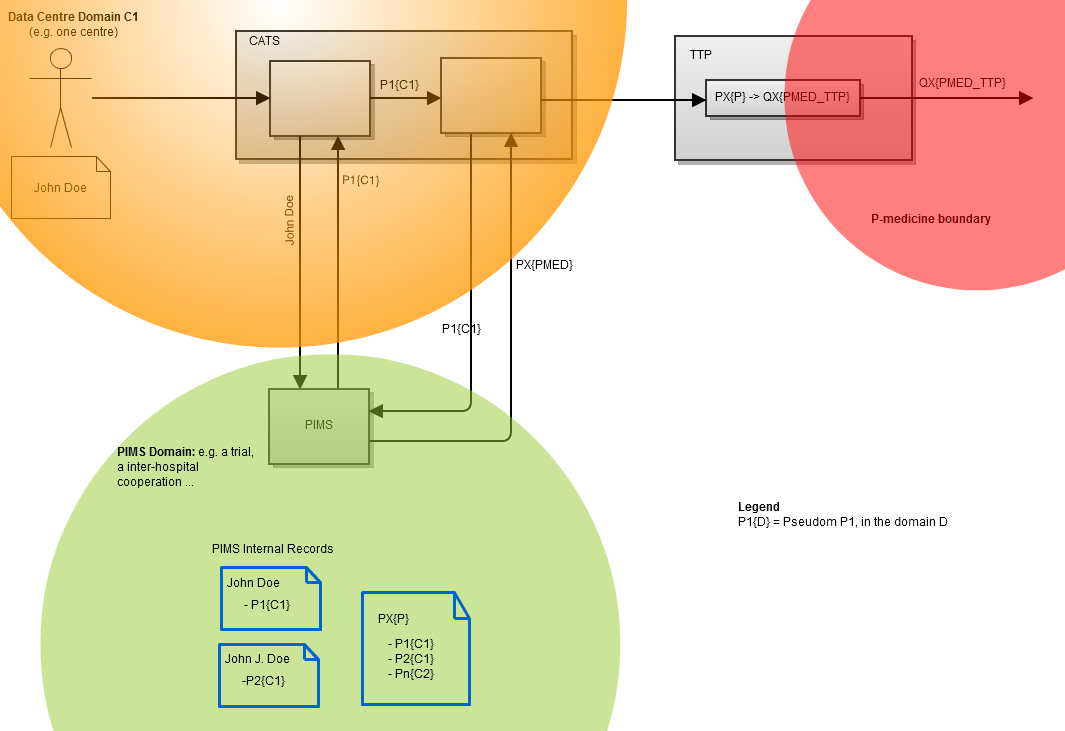 Data Centre Domain C1
(e.g. one centre)
John Doe
CATS
P1{C1}
John Doe
P1{C1}
P1{C1}
PX{PMED}
TTP
PX{P} -> QX{PMED_TTP}
QX{PMED_TTP}
P-medicine boundary
PIMS
PIMS Domain: e.g. a trial,
a inter-hospital
cooperation ...
Legend
P1{D} = Pseudom P1, in the domain D
PIMS Internal Records
John Doe
- P1{C1}
John J. Doe
-P2{C1}
PX{P}
- P1{C1}
- P2{C1}
- Pn{C2}